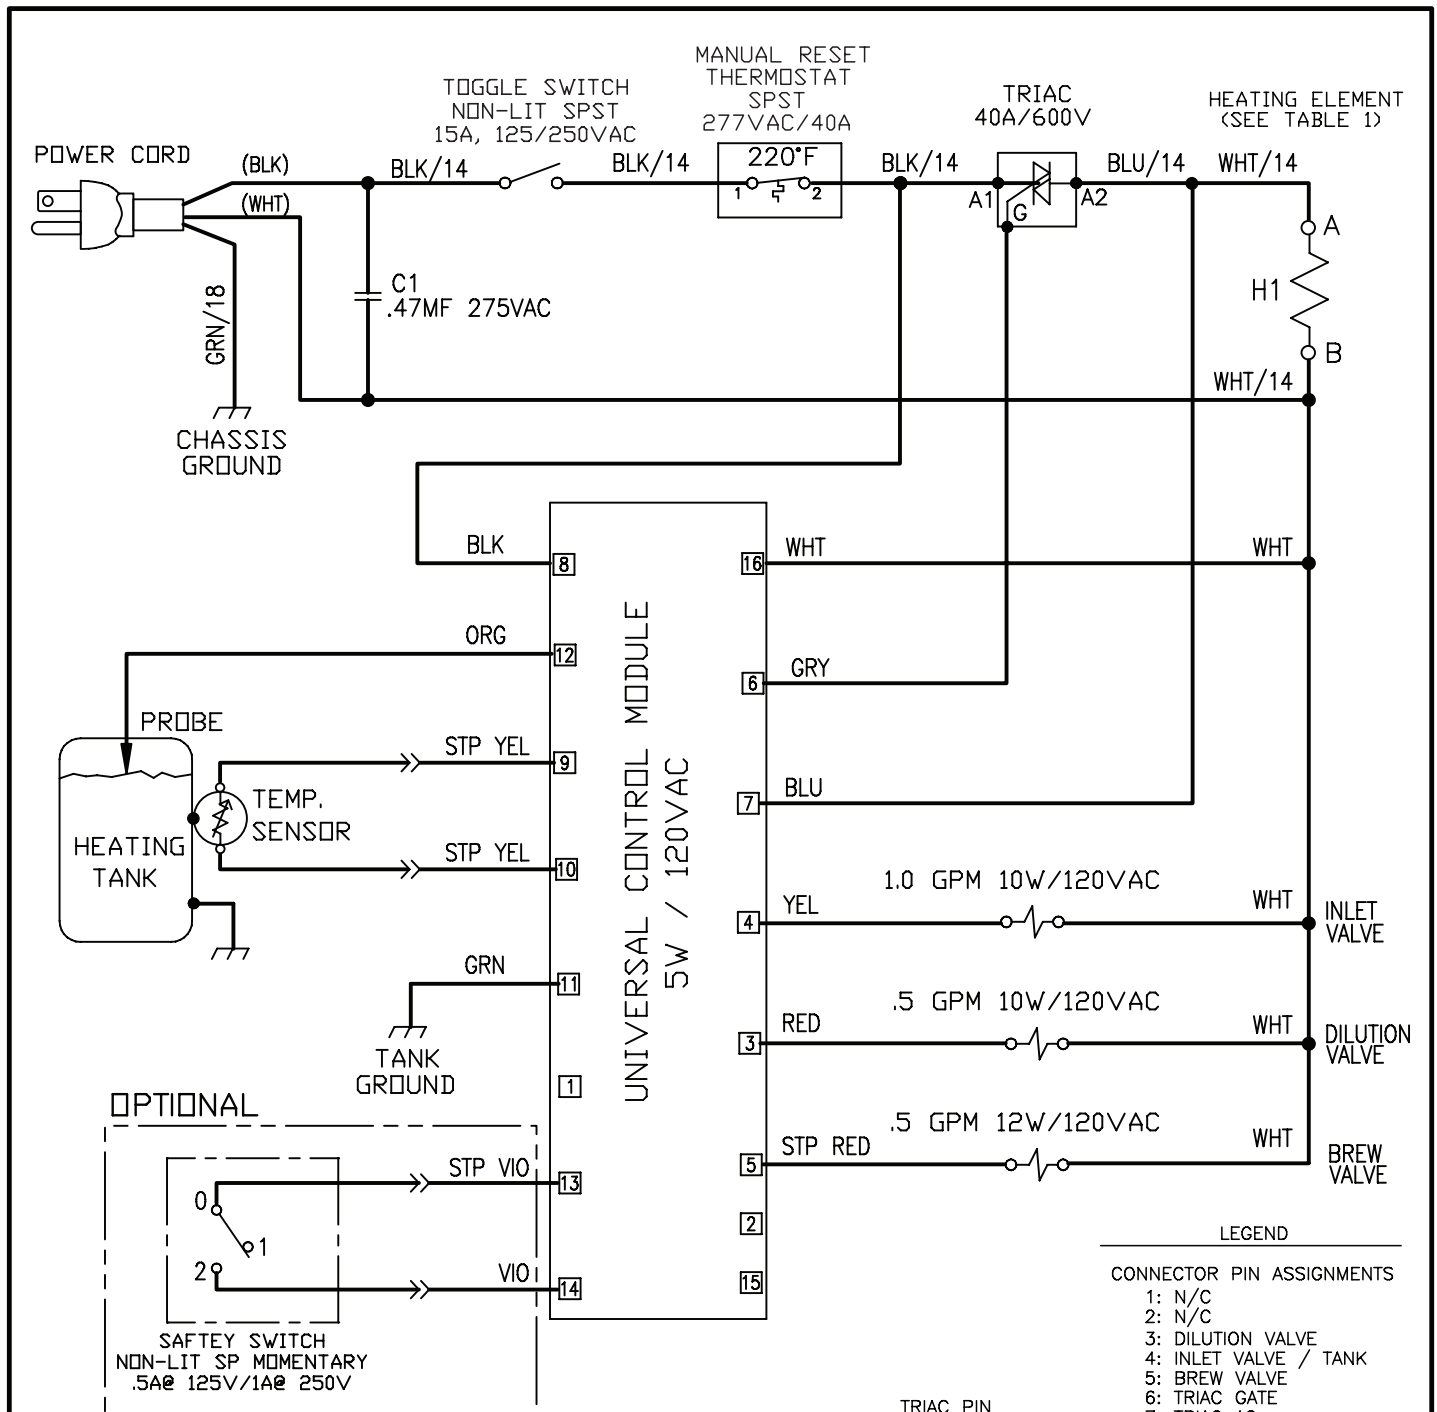 MANUAL RESET
THERMOSTAT
SPST
277VAC/40A
TOGGLE SWITCH
NON-LIT SPST
15A, 125/250VAC
TRIAC
40A/600V
HEATING ELEMENT
(SEE TABLE 1)
POWER CORD
(BLK)
(WHT)
BLK/14
BLK/14
220°F
1
2
BLK/14
A1
G
A2
BLU/14
WHT/14
A
H1
B
WHT/14
C1
.47MF 275VAC
GRN/18
CHASSIS
GROUND
BLK
8
16
WHT
WHT
ORG
12
6
GRY
PROBE
STP YEL
9
7
BLU
TEMP.
SENSOR
HEATING
TANK
STP YEL
10
UNIVERSAL CONTROL MODULE
5W / 120VAC
1.0 GPM 10W/120VAC
4
YEL
WHT
INLET
VALVE
GRN
11
TANK
GROUND
.5 GPM 10W/120VAC
3
RED
WHT
DILUTION
VALVE
1
.5 GPM 12W/120VAC
5
STP RED
WHT
BREW
VALVE
OPTIONAL
STP VIO
13
0
1
2
VIO
14
2
15
SAFTEY SWITCH
NON-LIT SP MOMENTARY
.5A@ 125V/1A@ 250V
LEGEND
CONNECTOR PIN ASSIGNMENTS
1: N/C
2: N/C
3: DILUTION VALVE
4: INLET VALVE / TANK
5: BREW VALVE
6: TRIAC GATE
TRIAC PIN